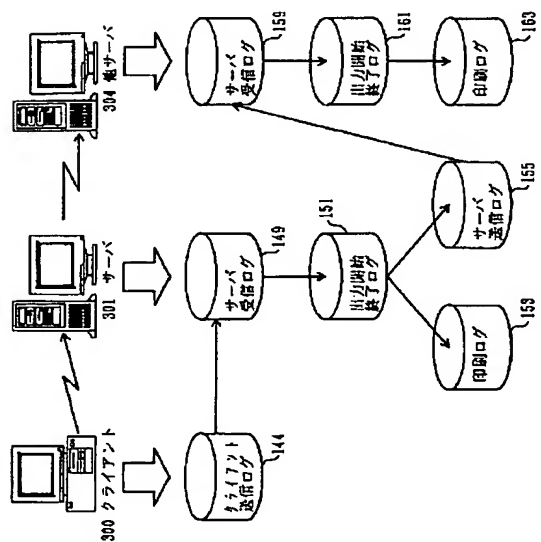 300 クライアント
301 サーバ
304 他サーバ
クライアント
送信ログ
144
サーバ
受信ログ
149
出力開始
終了ログ
151
印刷ログ
153
サーバ
送信ログ
155
サーバ
受信ログ
159
出力開始
終了ログ
161
印刷ログ
163